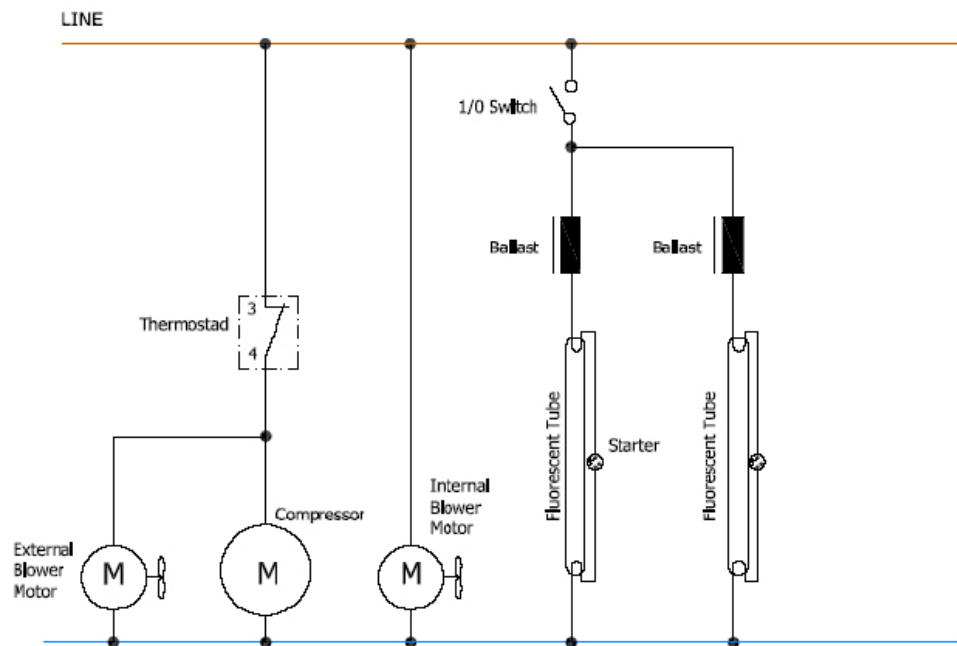 LINE
1/0 Switch
Ballast
Ballast
3
Thermostad
4
Fluorescent Tube
Starter
Fluorescent Tube
Internal
Blower
Motor
Compressor
External
Blower
Motor
M
M
M